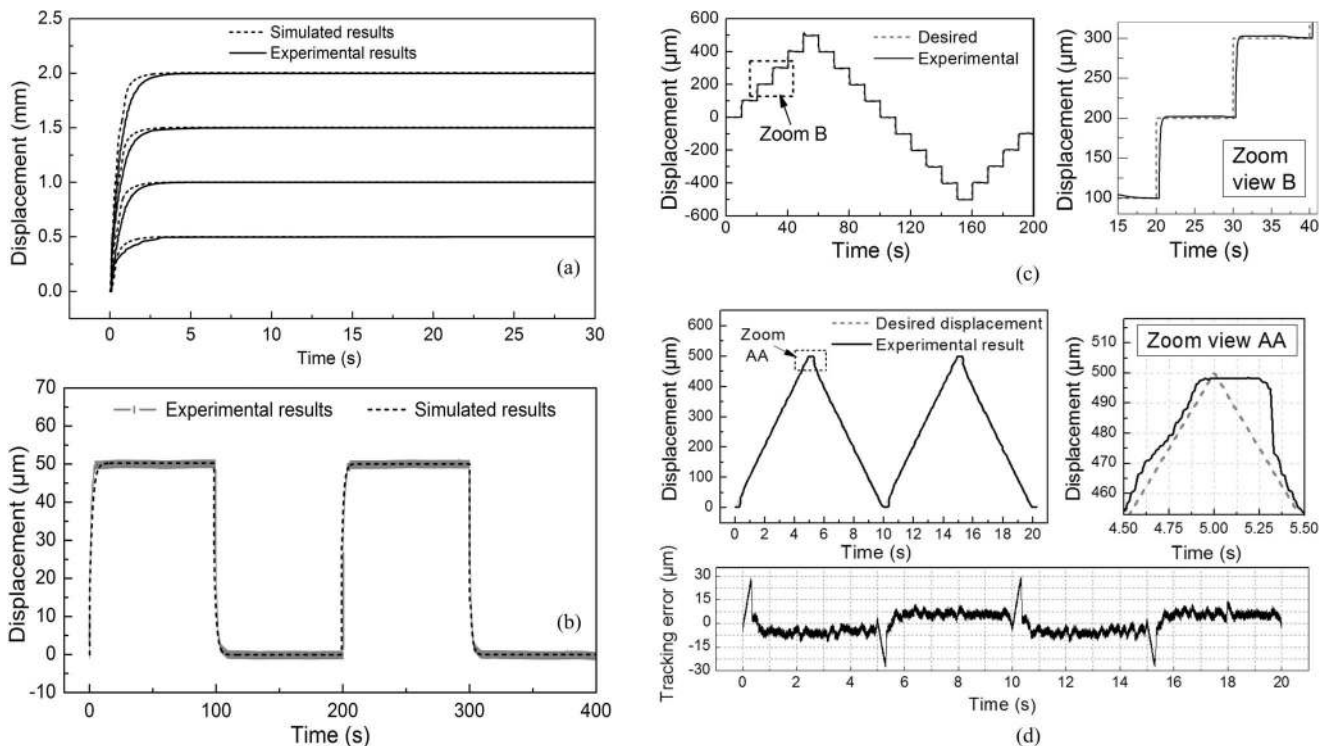 2.5
2.0
1.5
1.0
0.5
0.0
Displacement (mm)
Simulated results
Experimental results
(a)
0 5 10 15 20 25 30
Time (s)
70
60
50
40
30
20
10
0
-10
Displacement (µm)
Experimental results Simulated results
(b)
0 100 200 300 400
Time (s)
600
400
200
0
-200
-400
-600
Displacement (µm)
Desired
Experimental
Zoom B
0 40 80 120 160 200
Time (s)
300
250
200
150
100
Displacement (µm)
Zoom
view B
15 20 25 30 35 40
Time (s)
(c)
600
500
400
300
200
100
0
Displacement (µm)
Zoom
AA
Desired displacement
Experimental result
0 2 4 6 8 10 12 14 16 18 20
Time (s)
510
500
490
480
470
460
Displacement (µm)
Zoom view AA
4.50 4.75 5.00 5.25 5.50
Time (s)
30
15
0
-15
-30
Tracking error (µm)
0 2 4 6 8 10 12 14 16 18 20
Time (s)
(d)